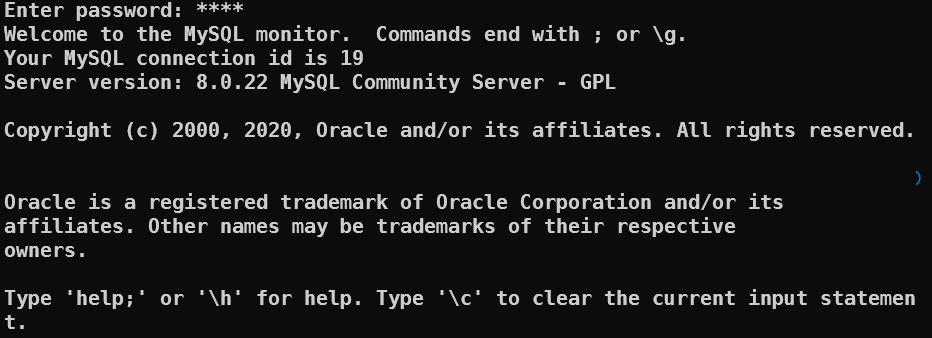 Enter password: ****
Welcome to the MySQL monitor.  Commands end with ; or \g.
Your MySQL connection id is 19
Server version: 8.0.22 MySQL Community Server - GPL
Copyright (c) 2000, 2020, Oracle and/or its affiliates. All rights reserved.
Oracle is a registered trademark of Oracle Corporation and/or its
affiliates. Other names may be trademarks of their respective
owners.
Type 'help;' or '\h' for help. Type '\c' to clear the current input statemen
t.